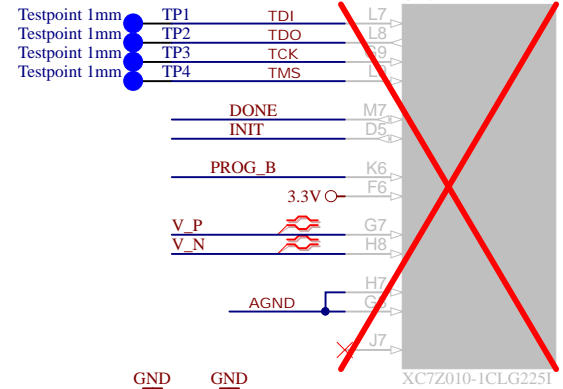 Testpoint 1mm TP1 TDI L7
Testpoint 1mm TP2 TDO L8
Testpoint 1mm TP3 TCK G9
Testpoint 1mm TP4 TMS L9
DONE M7
INIT D5
PROG_B K6
3.3V F6
V_P G7
V_N H8
H7
AGND
J7
GND GND XC7Z010-1CLG225I